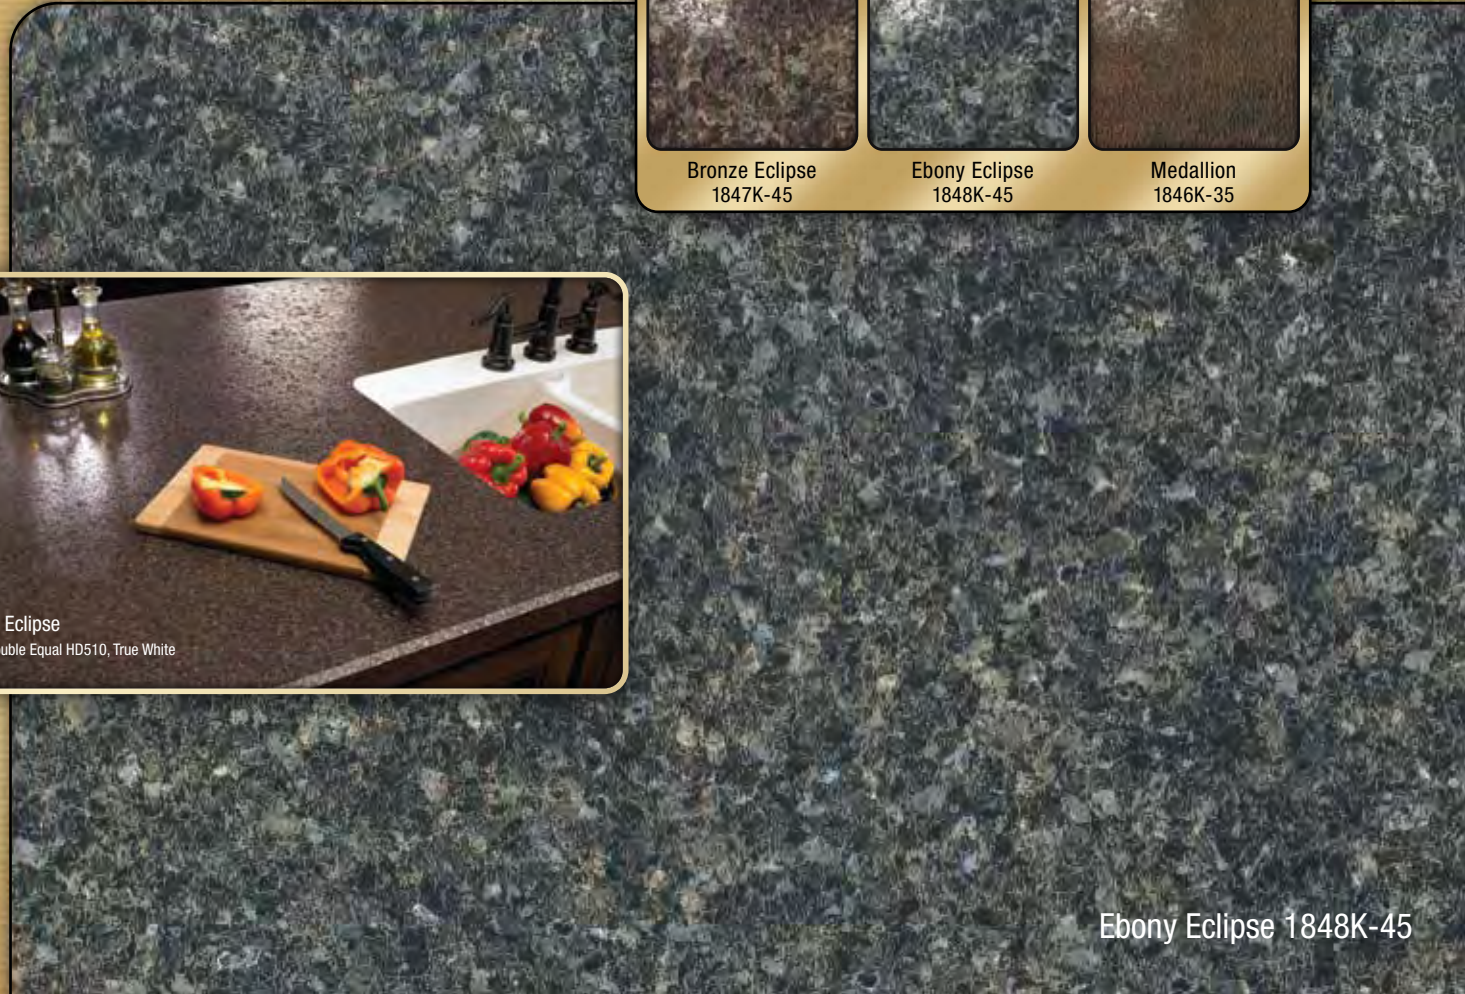 Bronze Eclipse
1847K-45
Ebony Eclipse
1848K-45
Medallion
1846K-35
Eclipse
Equal HD510, True White
Ebony Eclipse 1848K-45